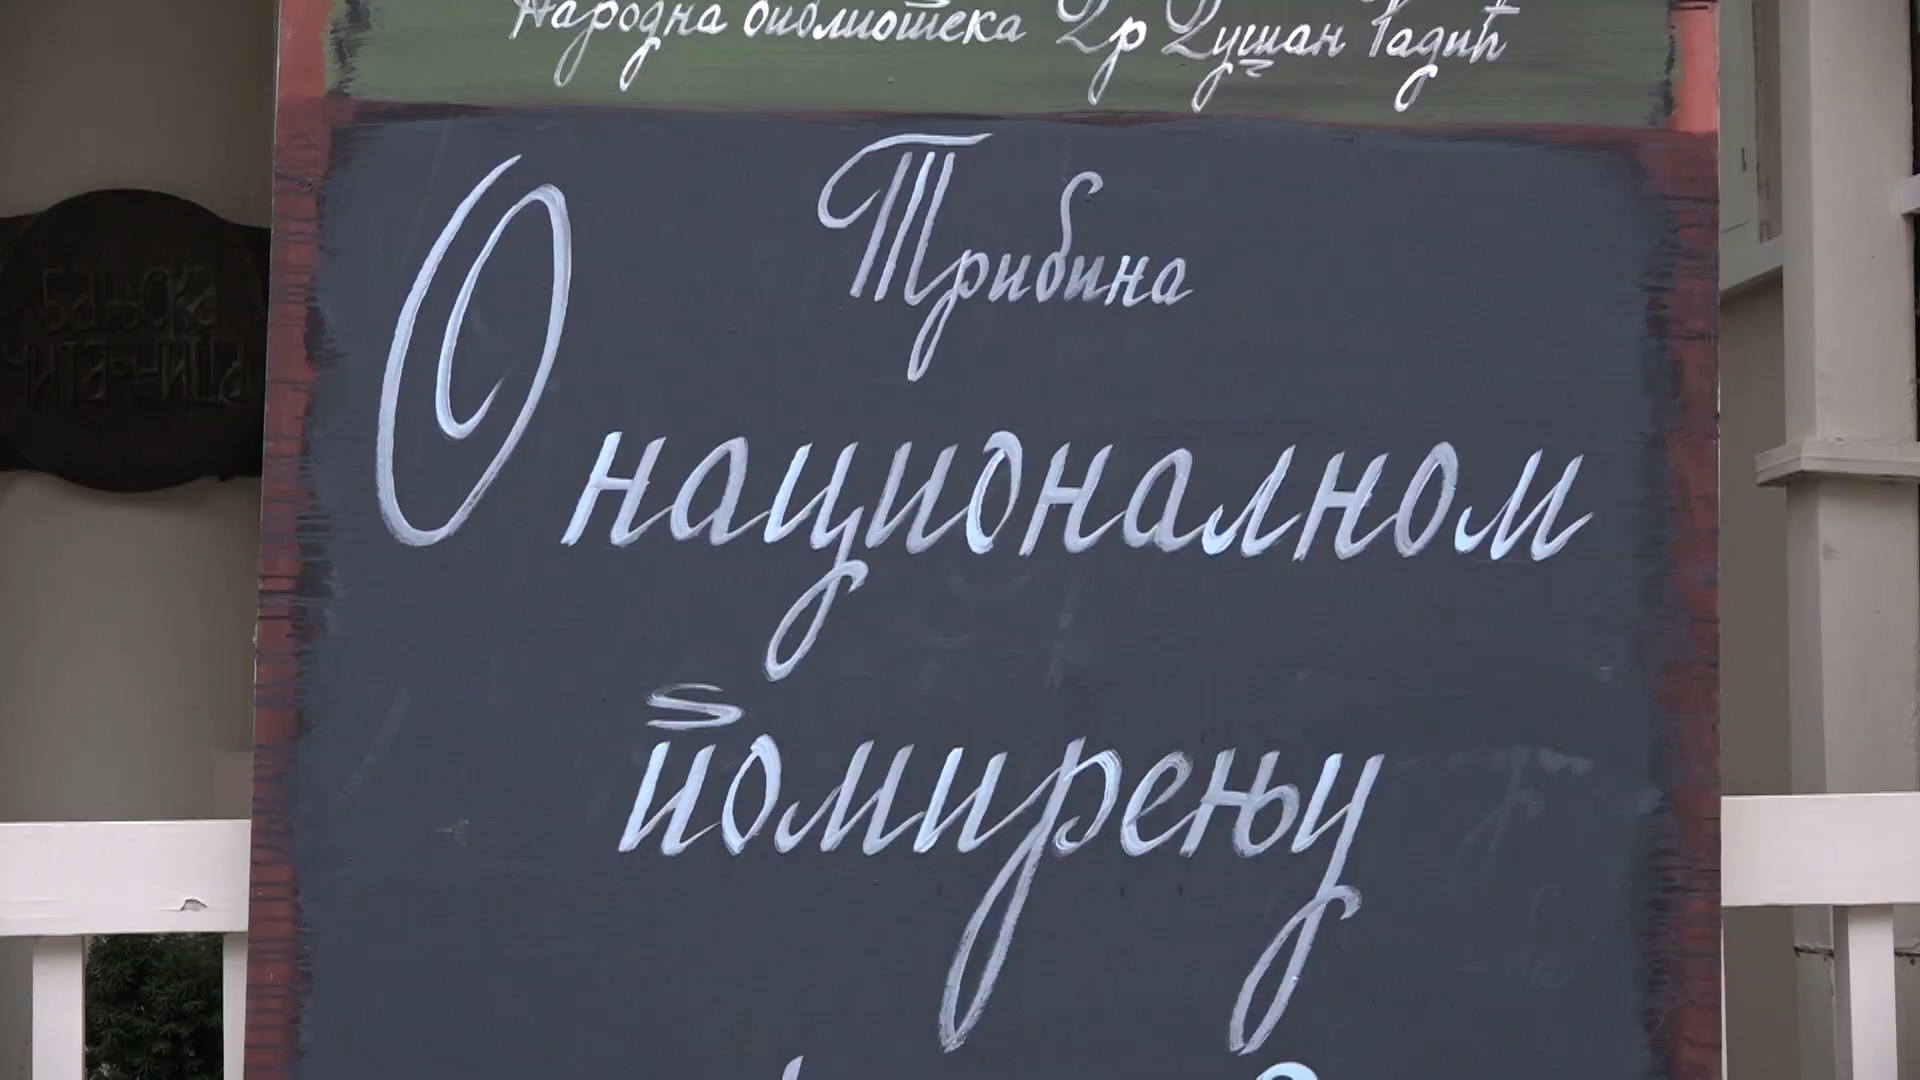 Народна библиотека Др Душан Радић
Трибина
О националном
помирењу
Бањска
читаоница